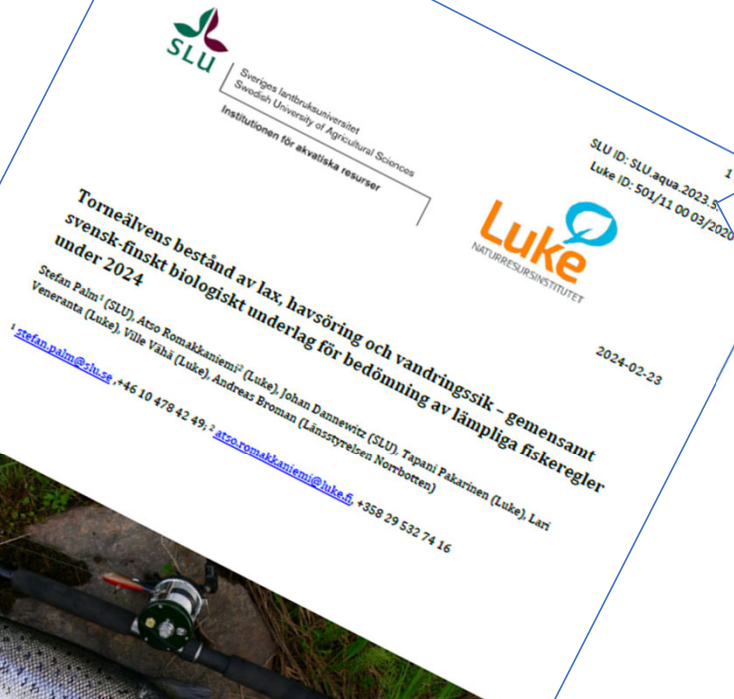 SLU
Sveriges lantbruksuniversitet
Swedish University of Agricultural Sciences
Institutionen för akvatiska resurser
1
SLU ID: SLU.aqua.2023.5.
Luke ID: 501/11 00 03/2020
Luke
NATURRESURSINSTITUTET
2024-02-23
Torneälvens bestånd av lax, havsöring och vandringssik – gemensamt
svensk-finskt biologiskt underlag för bedömning av lämpliga fiskeregler
under 2024
Stefan Palm¹ (SLU), Atso Romakkaniemi² (Luke), Johan Dannewitz (SLU), Tapani Pakarinen (Luke), Lari
Veneranta (Luke), Ville Vähä (Luke), Andreas Broman (Länsstyrelsen Norrbotten)
¹ stefan.palm@slu.se ,+46 10 478 42 49; ² atso.romakkaniemi@luke.fi, +358 29 532 74 16